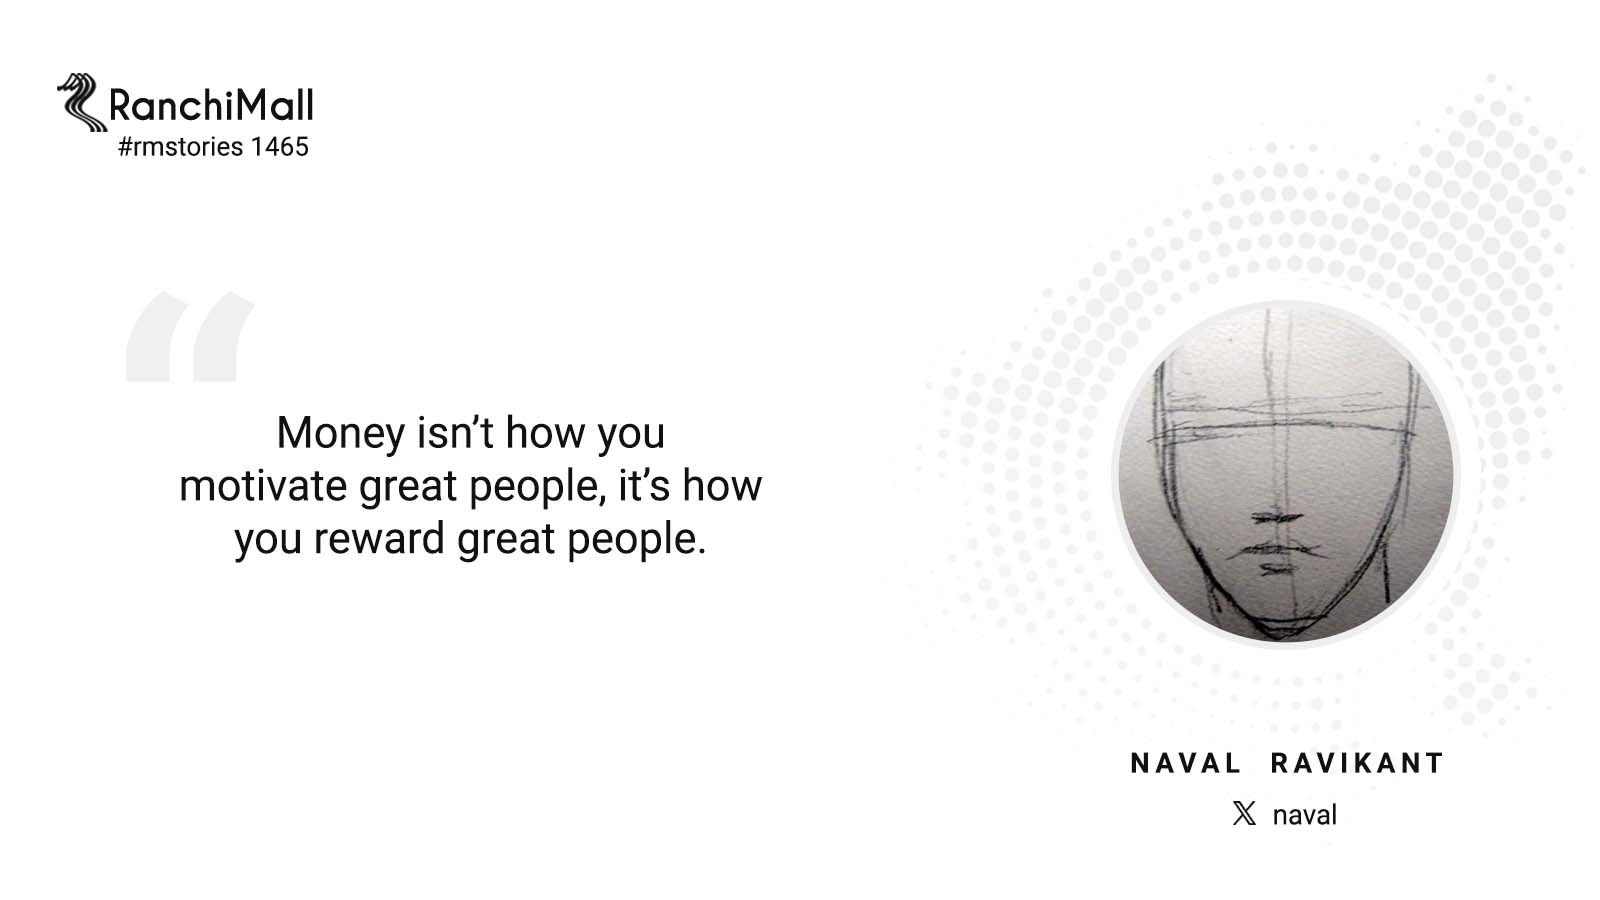 RanchiMall
#rmstories 1465
Money isn’t how you
motivate great people, it’s how
you reward great people.
NAVAL RAVIKANT
𝕏 naval